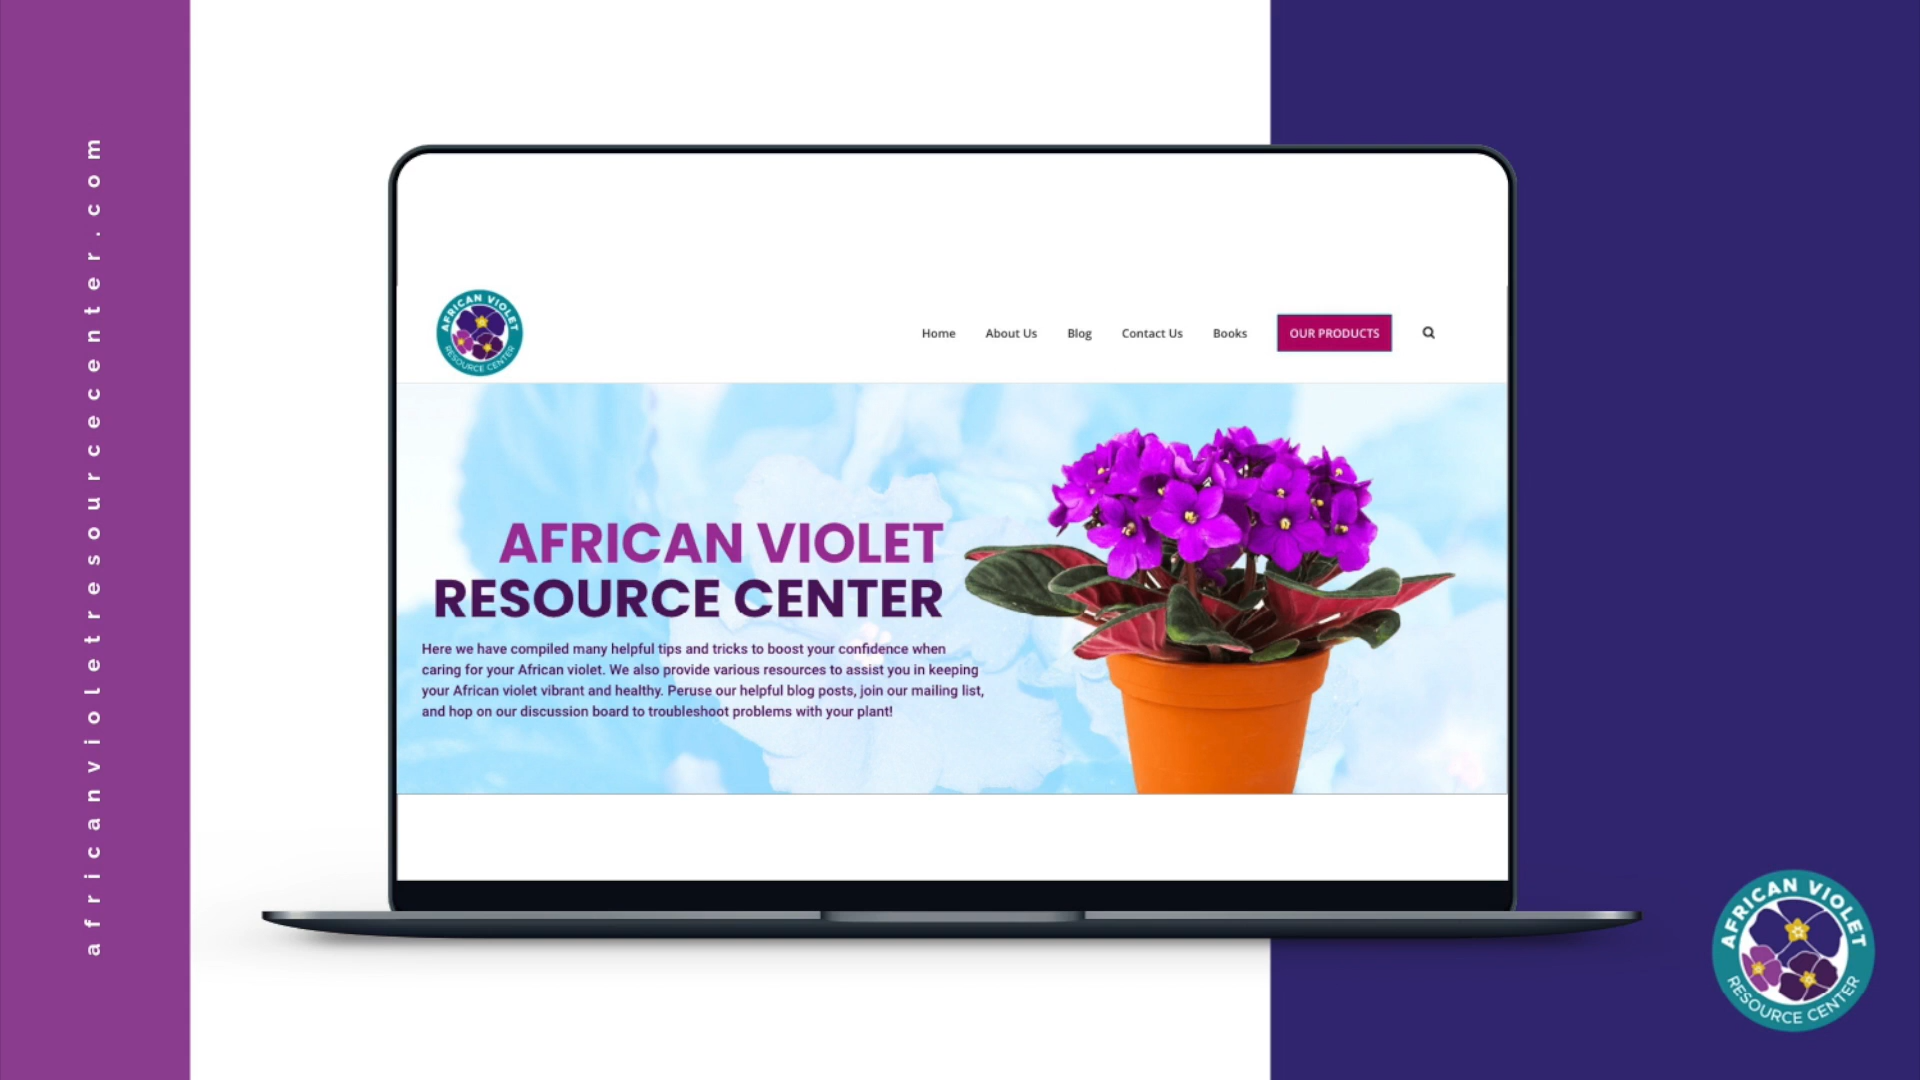 africanvioletresourcecenter.com
AFRICAN VIOLET
RESOURCE CENTER
Home
About Us
Blog
Contact Us
Books
OUR PRODUCTS
AFRICAN VIOLET
RESOURCE CENTER
Here we have compiled many helpful tips and tricks to boost your confidence when
caring for your African violet. We also provide various resources to assist you in keeping
your African violet vibrant and healthy. Peruse our helpful blog posts, join our mailing list,
and hop on our discussion board to troubleshoot problems with your plant!
AFRICAN VIOLET
RESOURCE CENTER